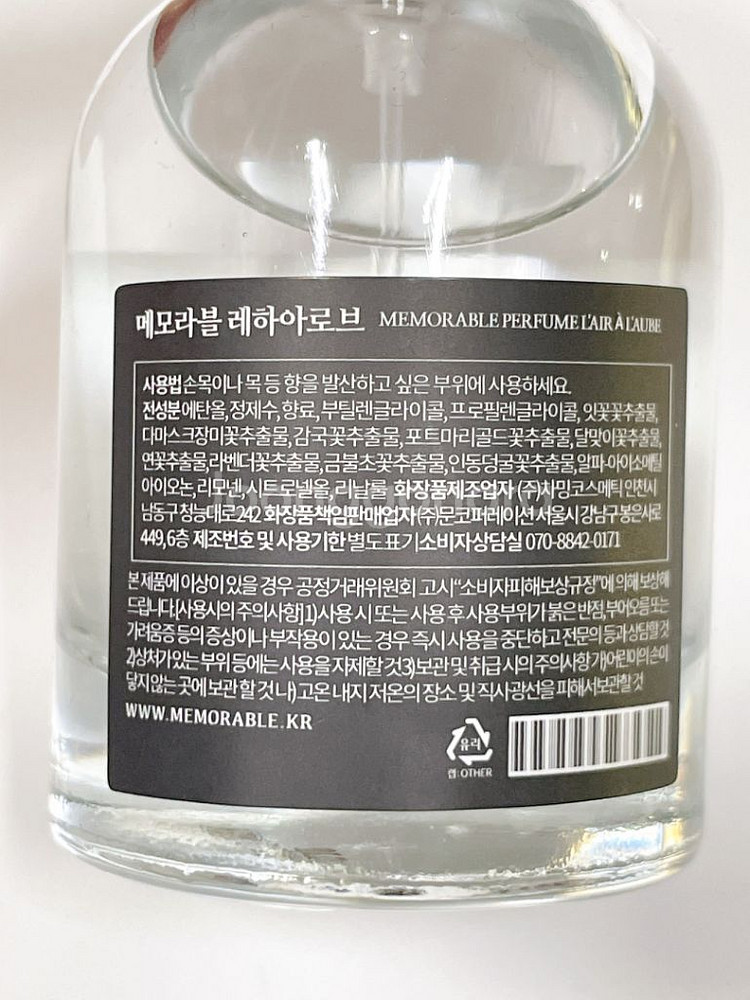 메모라블 레하아로브 MEMORABLE PERFUME L'AIR À L'AUBE
사용법 손목이나 목 등 향을 발산하고 싶은 부위에 사용하세요.
전성분 에탄올, 정제수, 향료, 부틸렌글라이콜, 프로필렌글라이콜, 잇꽃꽃추출물,
다마스크장미꽃추출물, 감국꽃추출물, 포트마리골드꽃추출물, 달맞이꽃추출물,
연꽃추출물, 라벤더꽃추출물, 금불초꽃추출물, 인동덩굴꽃추출물, 알파-아이소메틸
아이오논, 리모넨, 시트로넬올, 리날룰 화장품제조업자 (주)차밍코스메틱 인천시
남동구 청능대로242 화장품책임판매업자 (주)문코퍼레이션 서울시 강남구 봉은사로
449, 6층 제조번호 및 사용기한 별도 표기 소비자상담실 070-8842-0171
본 제품에 이상이 있을 경우 공정거래위원회 고시 "소비자피해보상규정"에 의해 보상해
드립니다.[사용시의 주의사항]1)사용 시 또는 사용 후 사용부위가 붉은 반점, 부어오름 또는
가려움증 등의 증상이나 부작용이 있는 경우 즉시 사용을 중단하고 전문의 등과 상담할 것
2)상처가 있는 부위 등에는 사용을 자제할 것 3)보관 및 취급 시의 주의사항 가)어린이의 손이
닿지 않는 곳에 보관할 것 나)고온 내지 저온의 장소 및 직사광선을 피해서 보관할 것
WWW.MEMORABLE.KR
유리
캡:OTHER